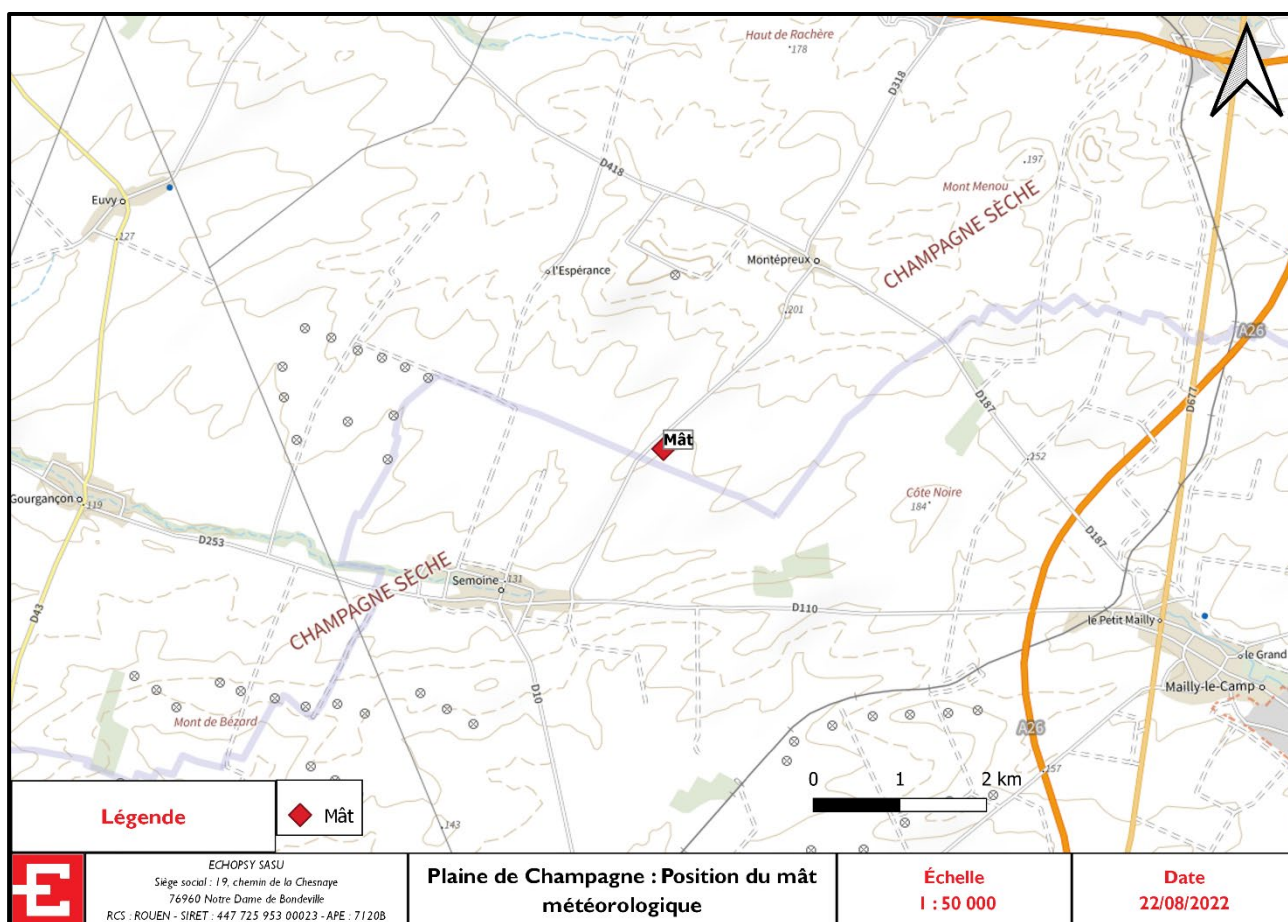 Haut de Rachère
178
D318
D418
197
Mont Menou
CHAMPAGNE SÈCHE
Euvy
127
l'Espérance
Montépreux
201
A26
D187
D677
Mât
152
Côte Noire
184
Gourgançon
119
D253
D187
CHAMPAGNE SÈCHE
Semoine
131
D110
D43
le Petit Mailly
le Grand
Mailly-le-Camp
D10
Mont de Bézard
A26
157
143
0 1 2 km
Légende
Mât
ECHOPSY SASU
Siège social : 19, chemin de la Chesnaye
76960 Notre Dame de Bondeville
RCS : ROUEN - SIRET : 447 725 953 00023 - APE : 7120B
Plaine de Champagne : Position du mât
météorologique
Échelle
1 : 50 000
Date
22/08/2022